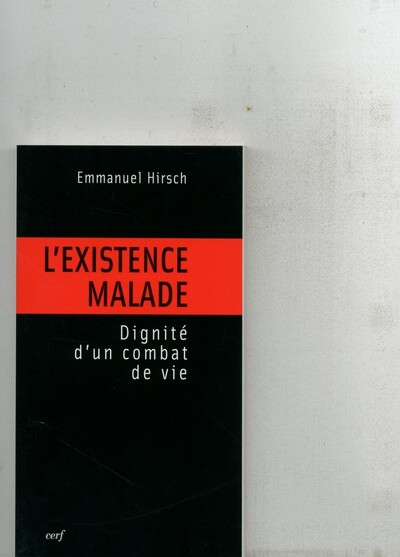 Emmanuel Hirsch
L'EXISTENCE
MALADE
Dignité
d'un combat
de vie
cerf